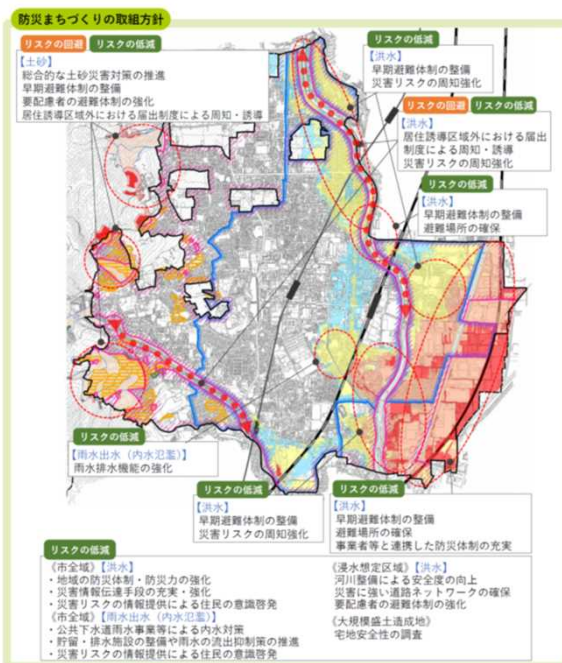 防災まちづくりの取組方針
リスクの回避 リスクの低減
【土砂】
総合的な土砂災害対策の推進
早期避難体制の整備
要配慮者の避難体制の強化
居住誘導区域外における届出制度による周知・誘導
リスクの低減
【洪水】
早期避難体制の整備
災害リスクの周知強化
リスクの回避 リスクの低減
【洪水】
居住誘導区域外における届出
制度による周知・誘導
災害リスクの周知強化
リスクの低減
【洪水】
早期避難体制の整備
避難場所の確保
リスクの低減
【雨水出水（内水氾濫）】
雨水排水機能の強化
リスクの低減
【洪水】
早期避難体制の整備
災害リスクの周知強化
リスクの低減
【洪水】
早期避難体制の整備
避難場所の確保
事業者等と連携した防災体制の充実
リスクの低減
《市全域》【洪水】
・地域の防災体制・防災力の強化
・災害情報伝達手段の充実・強化
・災害リスクの情報提供による住民の意識啓発
《市全域》【雨水出水（内水氾濫）】
・公共下水道雨水事業等による内水対策
・貯留・排水施設の整備や雨水の流出抑制策の推進
・災害リスクの情報提供による住民の意識啓発
《浸水想定区域》【洪水】
河川整備による安全度の向上
災害に強い道路ネットワークの確保
要配慮者の避難体制の強化
《大規模盛土造成地》
宅地安全性の調査